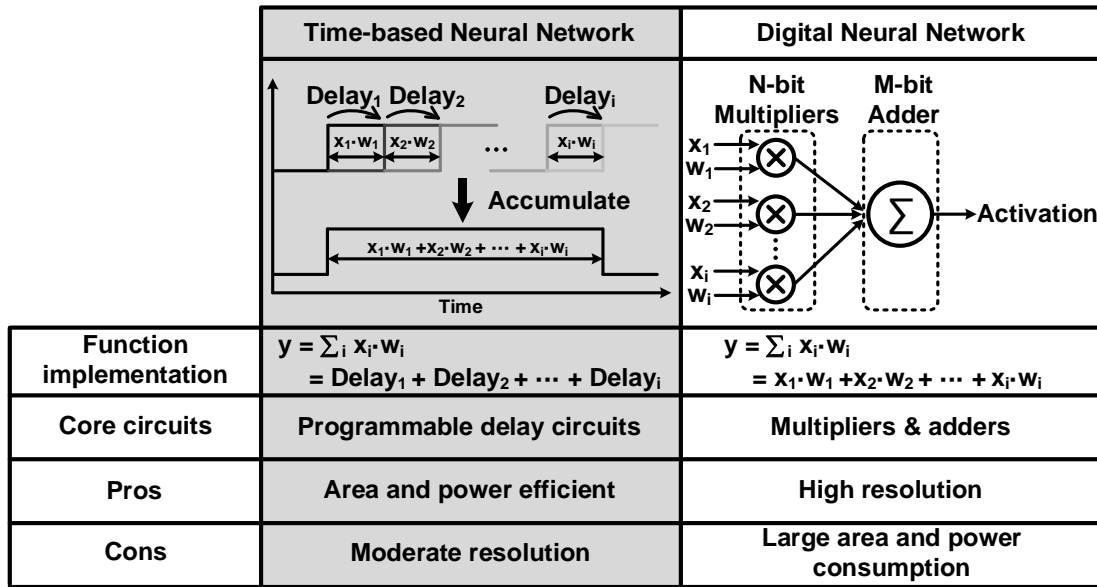 Time-based Neural Network
Digital Neural Network
Delay₁ Delay₂ Delayᵢ
x₁·w₁ x₂·w₂ ... xᵢ·wᵢ
Accumulate
x₁·w₁ +x₂·w₂ + ··· + xᵢ·wᵢ
Time
N-bit
Multipliers
M-bit
Adder
x₁
w₁
x₂
w₂
xᵢ
wᵢ
Σ
Activation
Function
implementation
y = ∑ᵢ xᵢ·wᵢ
= Delay₁ + Delay₂ + ··· + Delayᵢ
y = ∑ᵢ xᵢ·wᵢ
= x₁·w₁ +x₂·w₂ + ··· + xᵢ·wᵢ
Core circuits
Programmable delay circuits
Multipliers & adders
Pros
Area and power efficient
High resolution
Cons
Moderate resolution
Large area and power
consumption